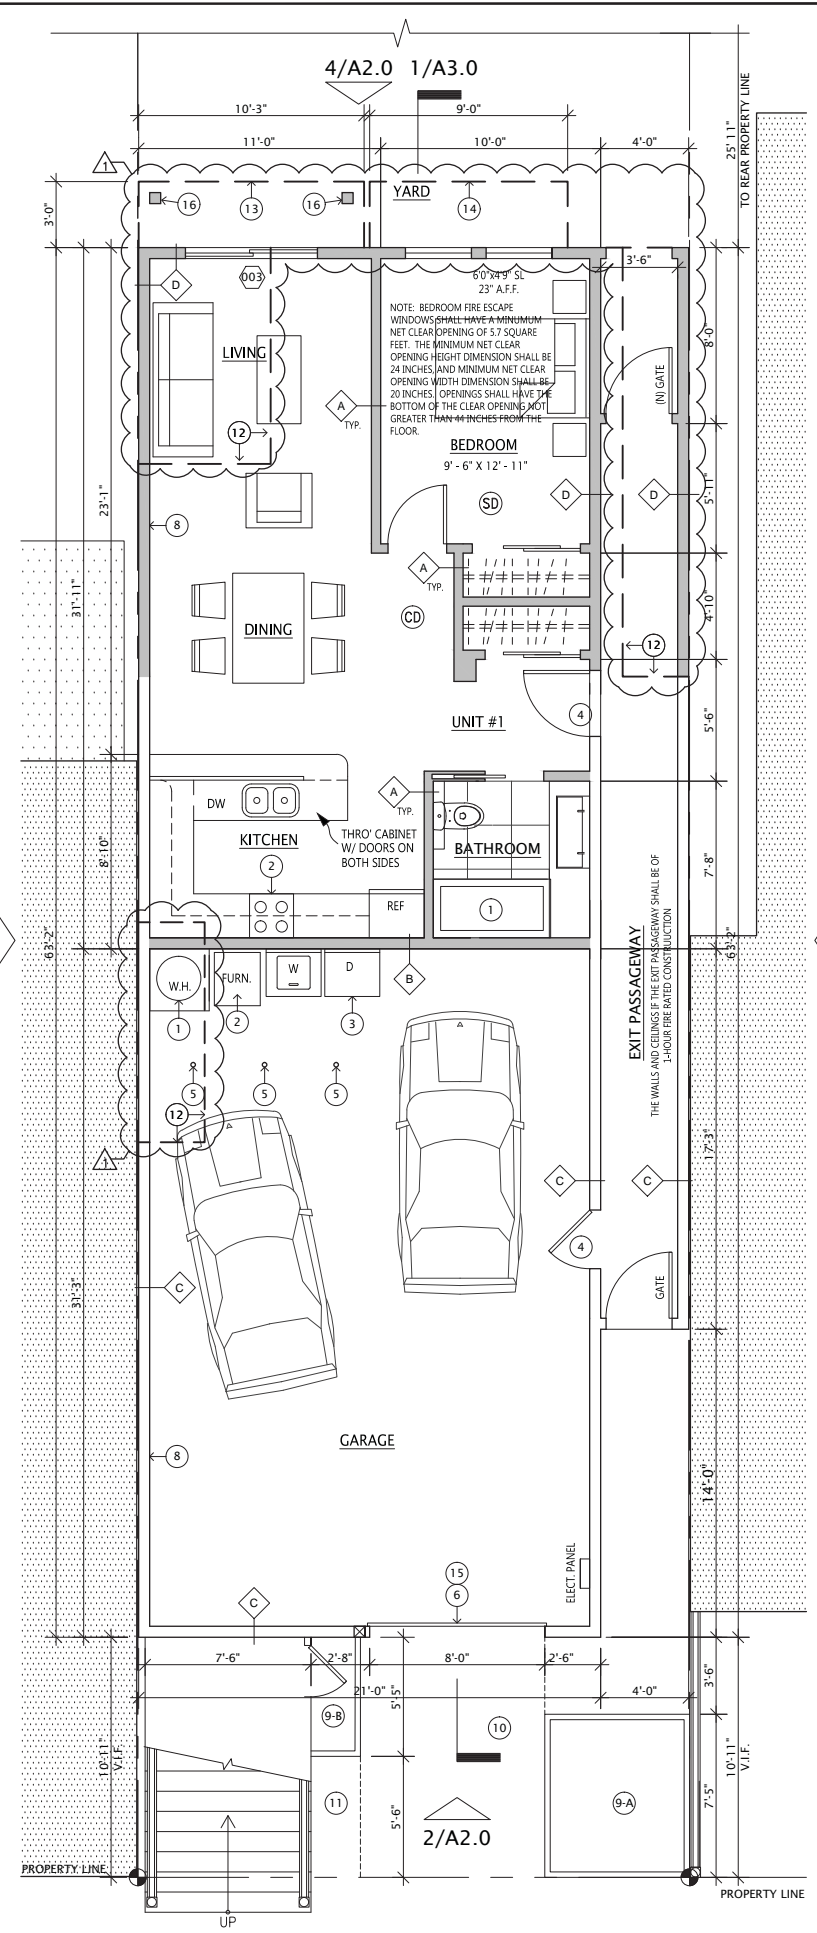 4/A2.0 1/A3.0
10'-3"
9'-0"
11'-0"
10'-0"
4'-0"
25' 11"
TO REAR PROPERTY LINE
1
3'-0"
YARD
16
13
16
14
D
003
6'0"x4'9" SL
23" A.F.F.
3'-6"
NOTE: BEDROOM FIRE ESCAPE
WINDOWS SHALL HAVE A MINUMUM
NET CLEAR OPENING OF 5.7 SQUARE
FEET. THE MINIMUM NET CLEAR
OPENING HEIGHT DIMENSION SHALL BE
24 INCHES, AND MINIMUM NET CLEAR
OPENING WIDTH DIMENSION SHALL BE
20 INCHES. OPENINGS SHALL HAVE THE
BOTTOM OF THE CLEAR OPENING NOT
GREATER THAN 44 INCHES FROM THE
FLOOR.
8'-0"
LIVING
(N) GATE
A
TYP.
12
BEDROOM
9' - 6" X 12' - 11"
23'-1"
8
SD
D
D
5'-11"
A
TYP.
31'-11"
DINING
CD
4'-10"
12
UNIT #1
4
5'-6"
A
TYP.
DW
KITCHEN
THRO' CABINET
W/ DOORS ON
BOTH SIDES
BATHROOM
8'-10"
2
REF
1
7'-8"
EXIT PASSAGEWAY
THE WALLS AND CEILINGS IF THE EXIT PASSAGEWAY SHALL BE OF
1-HOUR FIRE RATED CONSTRUUCTION
63'-2"
63'-2"
W.H.
FURN.
W
D
B
1
2
3
5
5
5
12
1
17'-3"
C
C
4
GATE
31'-3"
C
GARAGE
8
14'-0"
ELECT. PANEL
15
6
C
7'-6"
2'-8"
8'-0"
2'-6"
21'-0"
4'-0"
3'-6"
5'-5"
9-B
10
10'-11"
V.I.F.
10'-11"
V.I.F.
11
5'-6"
9-A
7'-5"
2/A2.0
PROPERTY LINE
PROPERTY LINE
UP